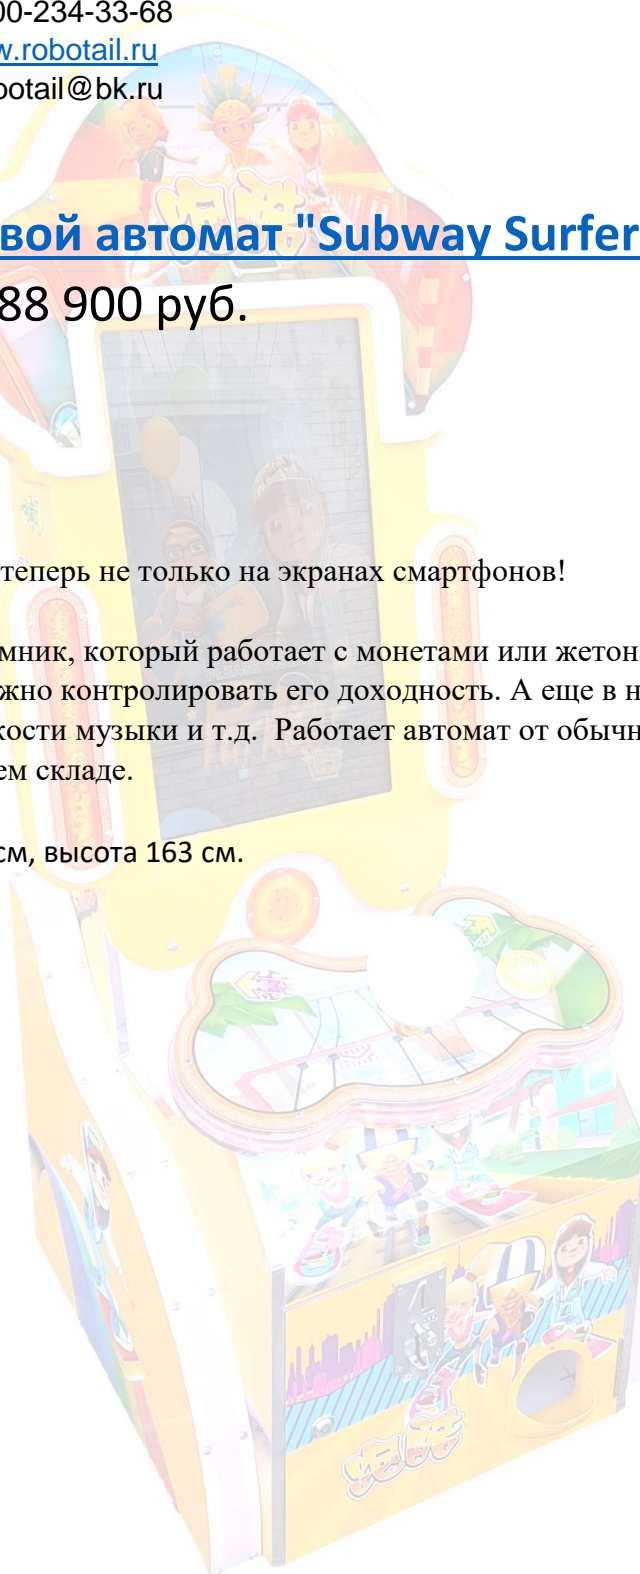 00-234-33-68
w.robotail.ru
ootail@bk.ru
вой автомат "Subway Surfer
88 900 руб.
теперь не только на экранах смартфонов!
мник, который работает с монетами или жетон
жно контролировать его доходность. А еще в н
кости музыки и т.д. Работает автомат от обычн
ем складе.
см, высота 163 см.